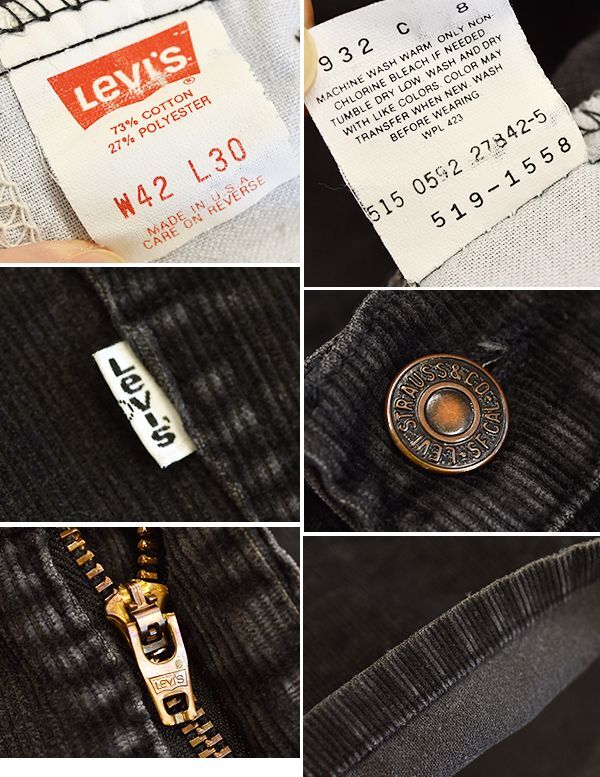 Levi's
73% COTTON
27% POLYESTER
W42 L30
MADE IN U.S.A.
CARE ON REVERSE
932 C 8
MACHINE WASH WARM ONLY NON-
CHLORINE BLEACH IF NEEDED
TUMBLE DRY LOW WASH AND DRY
WITH LIKE COLORS. COLOR MAY
TRANSFER WHEN NEW. WASH
BEFORE WEARING
WPL 423
515 0592 27842-5
519-1558
Levi's
LEVI STRAUSS & CO. S.F. CAL
LEVI'S
®